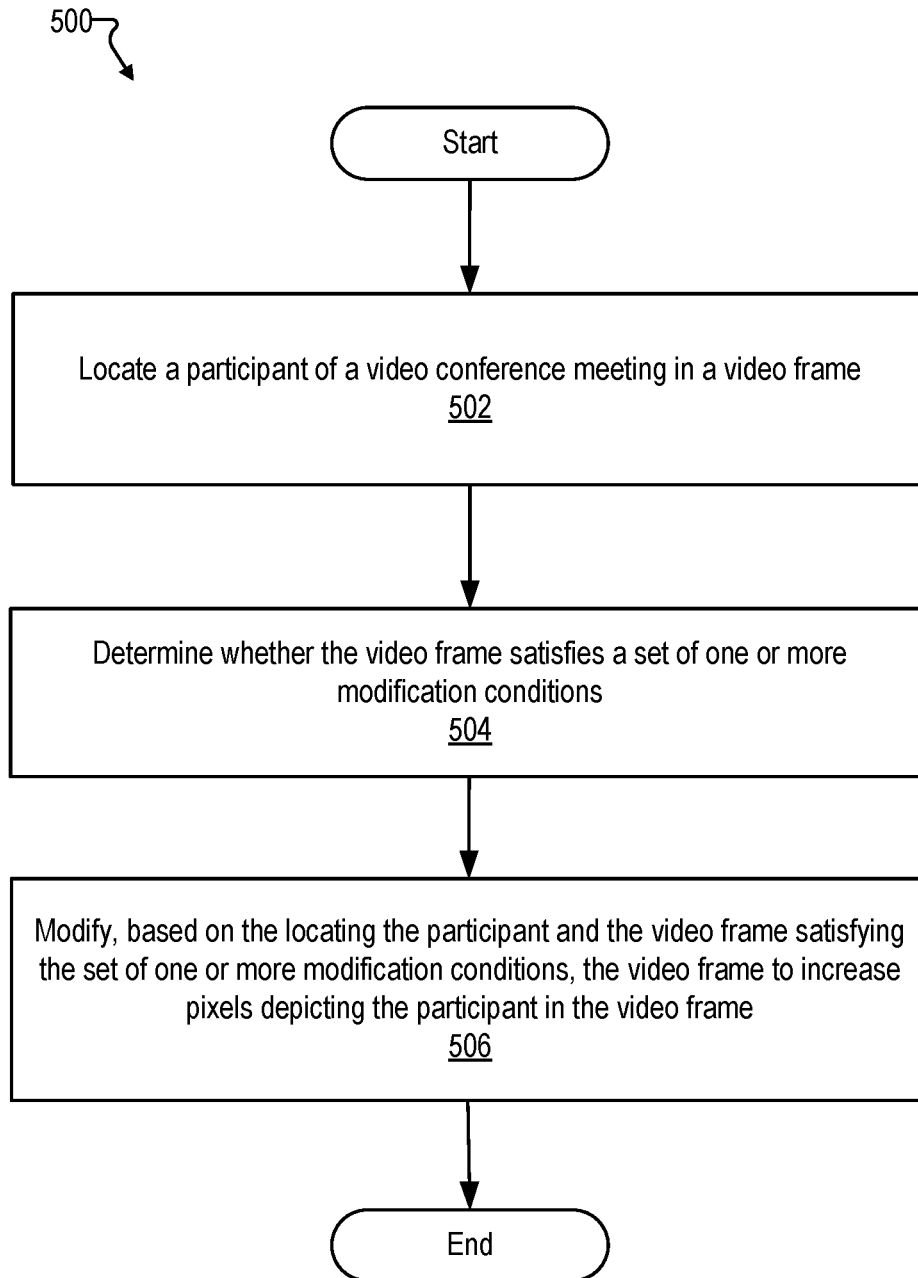 500
Start
Locate a participant of a video conference meeting in a video frame
502
Determine whether the video frame satisfies a set of one or more
modification conditions
504
Modify, based on the locating the participant and the video frame satisfying
the set of one or more modification conditions, the video frame to increase
pixels depicting the participant in the video frame
506
End